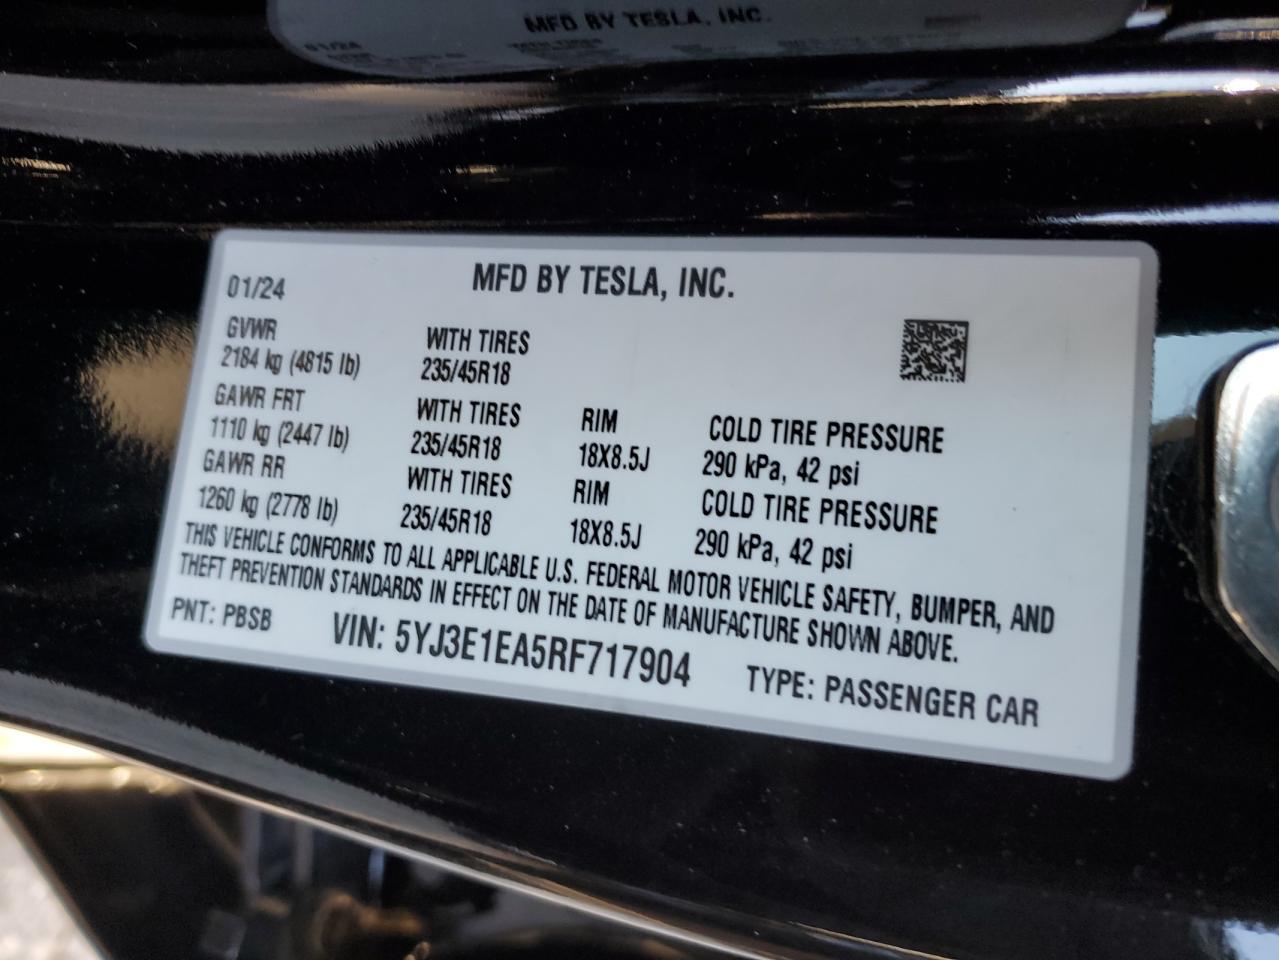 MFD BY TESLA, INC.
01/24
MFD BY TESLA, INC.
01/24
GVWR
2184 kg (4815 lb)
WITH TIRES
235/45R18
GAWR FRT
1110 kg (2447 lb)
WITH TIRES
235/45R18
RIM
18X8.5J
COLD TIRE PRESSURE
290 kPa, 42 psi
GAWR RR
1260 kg (2778 lb)
WITH TIRES
235/45R18
RIM
18X8.5J
COLD TIRE PRESSURE
290 kPa, 42 psi
THIS VEHICLE CONFORMS TO ALL APPLICABLE U.S. FEDERAL MOTOR VEHICLE SAFETY, BUMPER, AND
THEFT PREVENTION STANDARDS IN EFFECT ON THE DATE OF MANUFACTURE SHOWN ABOVE.
PNT: PBSB
VIN: 5YJ3E1EA5RF717904
TYPE: PASSENGER CAR